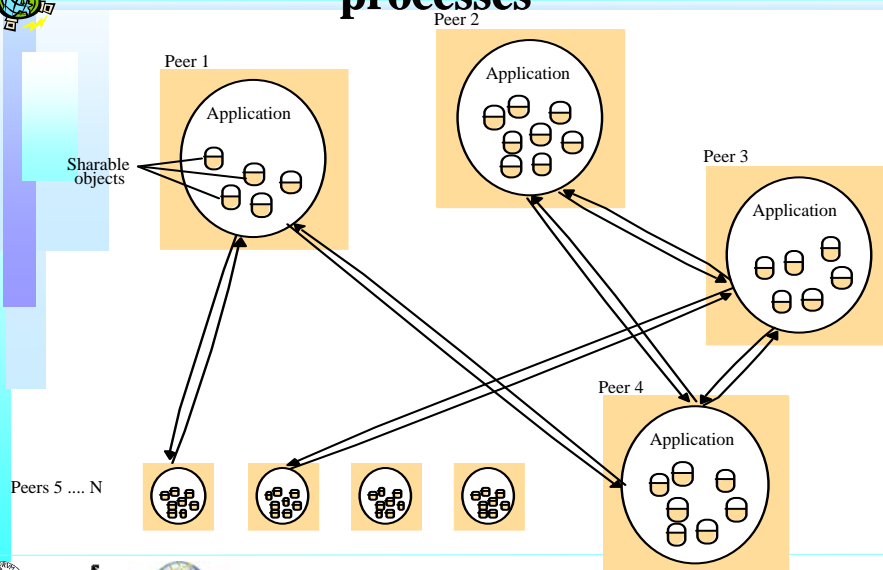 processes
Peer 2
Peer 1
Application
Application
Sharable
objects
Peer 3
Application
Peer 4
Application
Peers 5 .... N